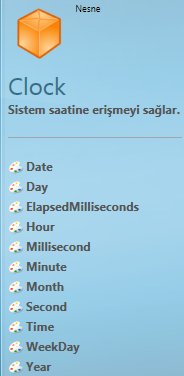 Nesne
Clock
Sistem saatine erişmeyi sağlar.
Date
Day
ElapsedMilliseconds
Hour
Millisecond
Minute
Month
Second
Time
WeekDay
Year